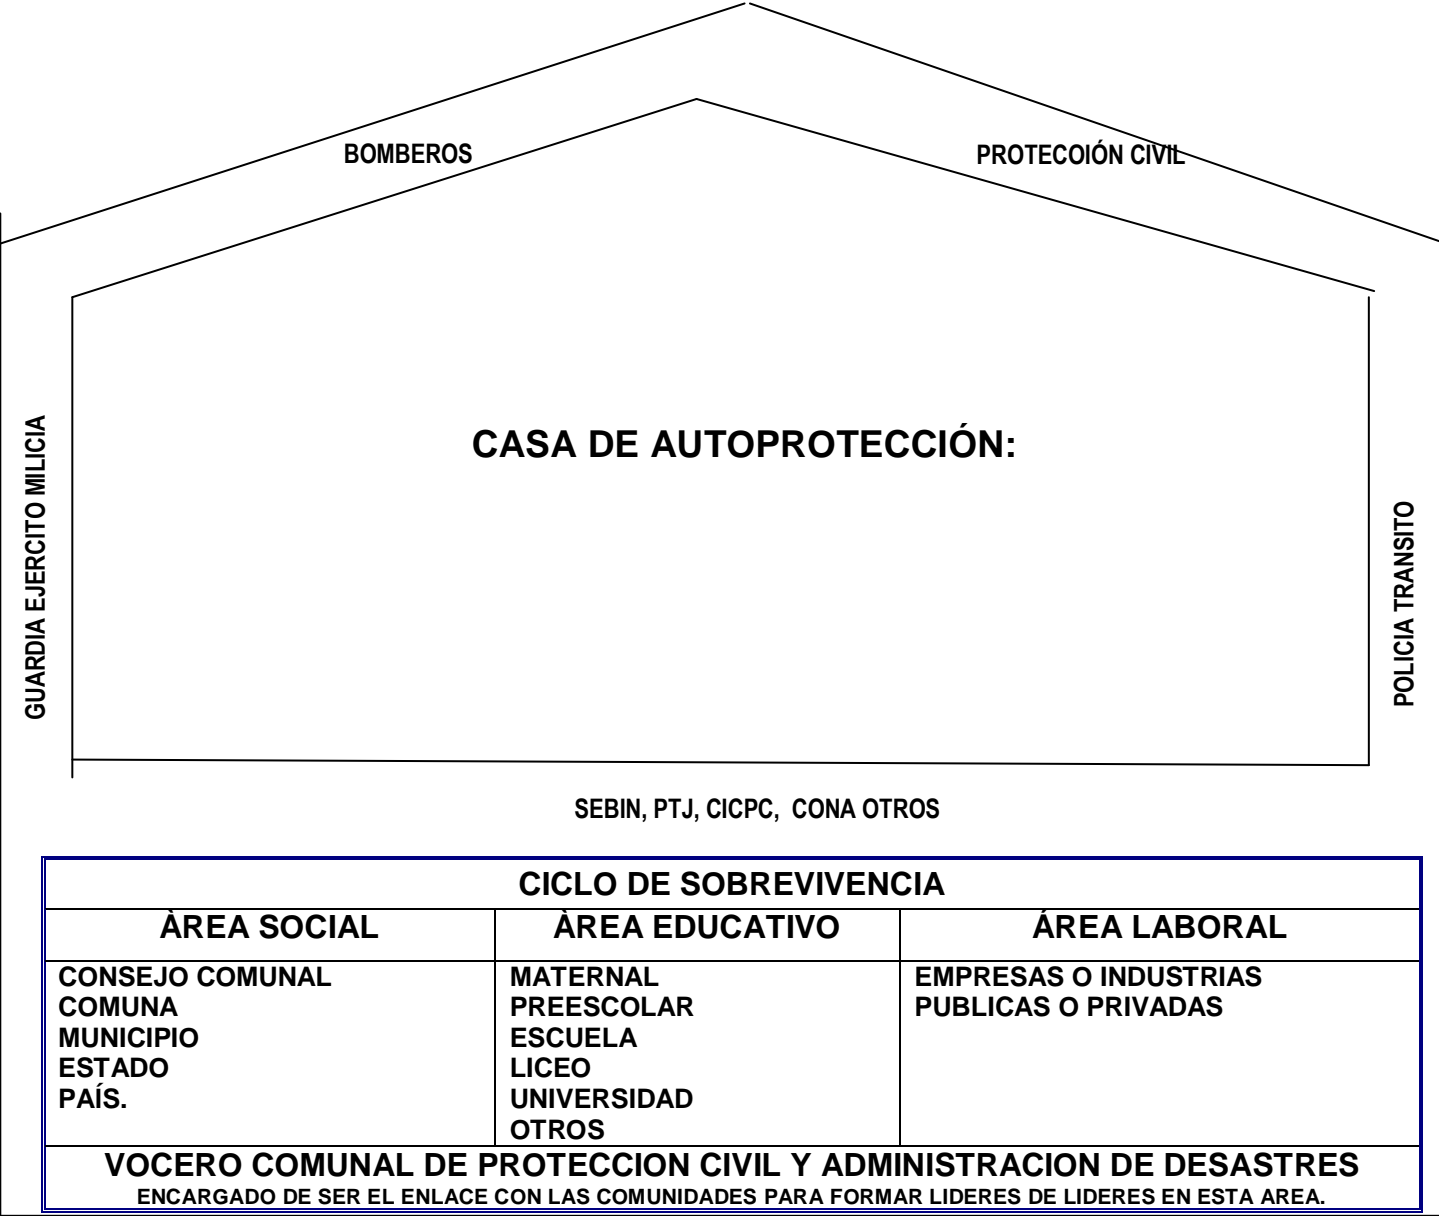 BOMBEROS
PROTECOIÓN CIVIL
GUARDIA EJERCITO MILICIA
CASA DE AUTOPROTECCIÓN:
POLICIA TRANSITO
SEBIN, PTJ, CICPC, CONA OTROS
CICLO DE SOBREVIVENCIA
ÀREA SOCIAL
ÀREA EDUCATIVO
ÁREA LABORAL
CONSEJO COMUNAL
COMUNA
MUNICIPIO
ESTADO
PAÍS.
MATERNAL
PREESCOLAR
ESCUELA
LICEO
UNIVERSIDAD
OTROS
EMPRESAS O INDUSTRIAS
PUBLICAS O PRIVADAS
VOCERO COMUNAL DE PROTECCION CIVIL Y ADMINISTRACION DE DESASTRES
ENCARGADO DE SER EL ENLACE CON LAS COMUNIDADES PARA FORMAR LIDERES DE LIDERES EN ESTA AREA.